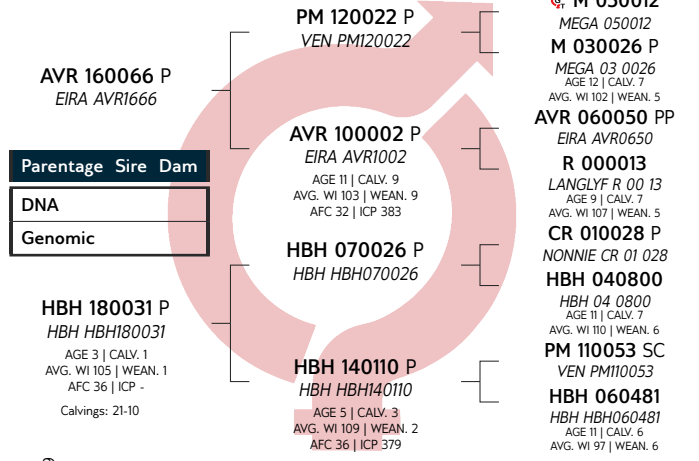 M 050012
MEGA 050012
PM 120022 P
VEN PM120022
M 030026 P
MEGA 03 0026
AGE 12 | CALV. 7
AVG. WI 102 | WEAN. 5
AVR 160066 P
EIRA AVR1666
AVR 060050 PP
EIRA AVR0650
AVR 100002 P
EIRA AVR1002
AGE 11 | CALV. 9
AVG. WI 103 | WEAN. 9
AFC 32 | ICP 383
R 000013
LANGLYF R 00 13
AGE 9 | CALV. 7
AVG. WI 107 | WEAN. 5
Parentage Sire Dam
DNA
Genomic
CR 010028 P
NONNIE CR 01 028
HBH 070026 P
HBH HBH070026
HBH 040800
HBH 04 0800
AGE 11 | CALV. 7
AVG. WI 110 | WEAN. 6
HBH 180031 P
HBH HBH180031
AGE 3 | CALV. 1
AVG. WI 105 | WEAN. 1
AFC 36 | ICP -
Calvings: 21-10
PM 110053 SC
VEN PM110053
HBH 140110 P
HBH HBH140110
AGE 5 | CALV. 3
AVG. WI 109 | WEAN. 2
AFC 36 | ICP 379
HBH 060481
HBH HBH060481
AGE 11 | CALV. 6
AVG. WI 97 | WEAN. 6